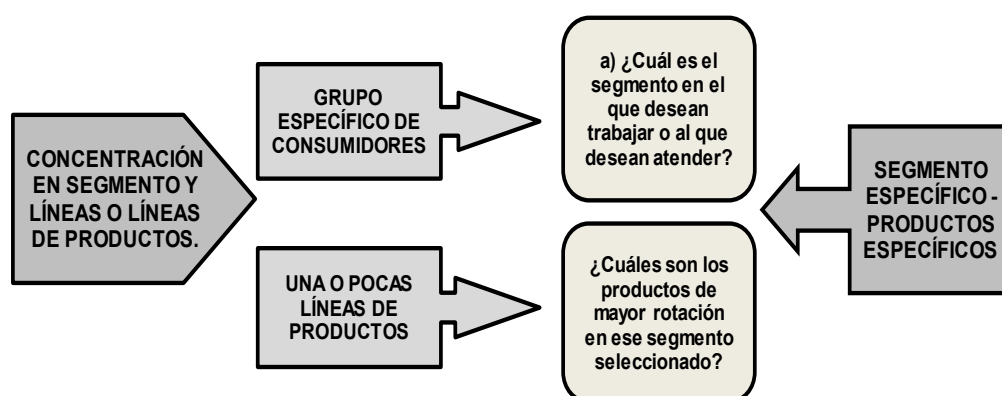 CONCENTRACIÓN
EN SEGMENTO Y
LÍNEAS O LÍNEAS
DE PRODUCTOS.
GRUPO
ESPECÍFICO DE
CONSUMIDORES
a) ¿Cuál es el
segmento en el
que desean
trabajar o al que
desean atender?
UNA O POCAS
LÍNEAS DE
PRODUCTOS
¿Cuáles son los
productos de
mayor rotación
en ese segmento
seleccionado?
SEGMENTO
ESPECÍFICO -
PRODUCTOS
ESPECÍFICOS